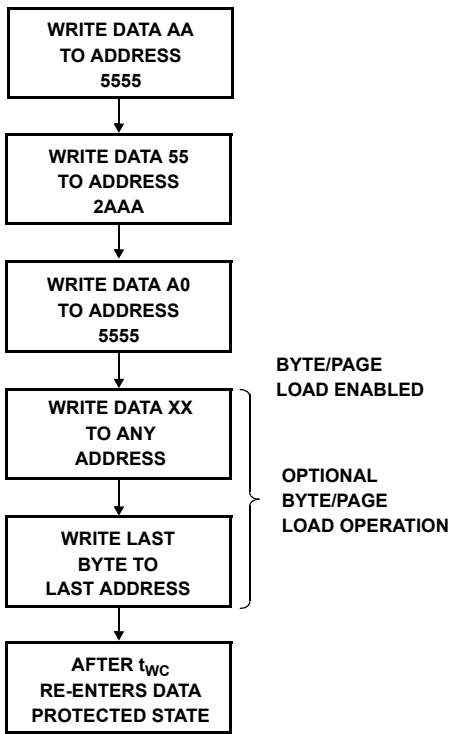 WRITE DATA AA
TO ADDRESS
5555
WRITE DATA 55
TO ADDRESS
2AAA
WRITE DATA A0
TO ADDRESS
5555
BYTE/PAGE
LOAD ENABLED
WRITE DATA XX
TO ANY
ADDRESS
OPTIONAL
BYTE/PAGE
LOAD OPERATION
WRITE LAST
BYTE TO
LAST ADDRESS
AFTER tWC
RE-ENTERS DATA
PROTECTED STATE